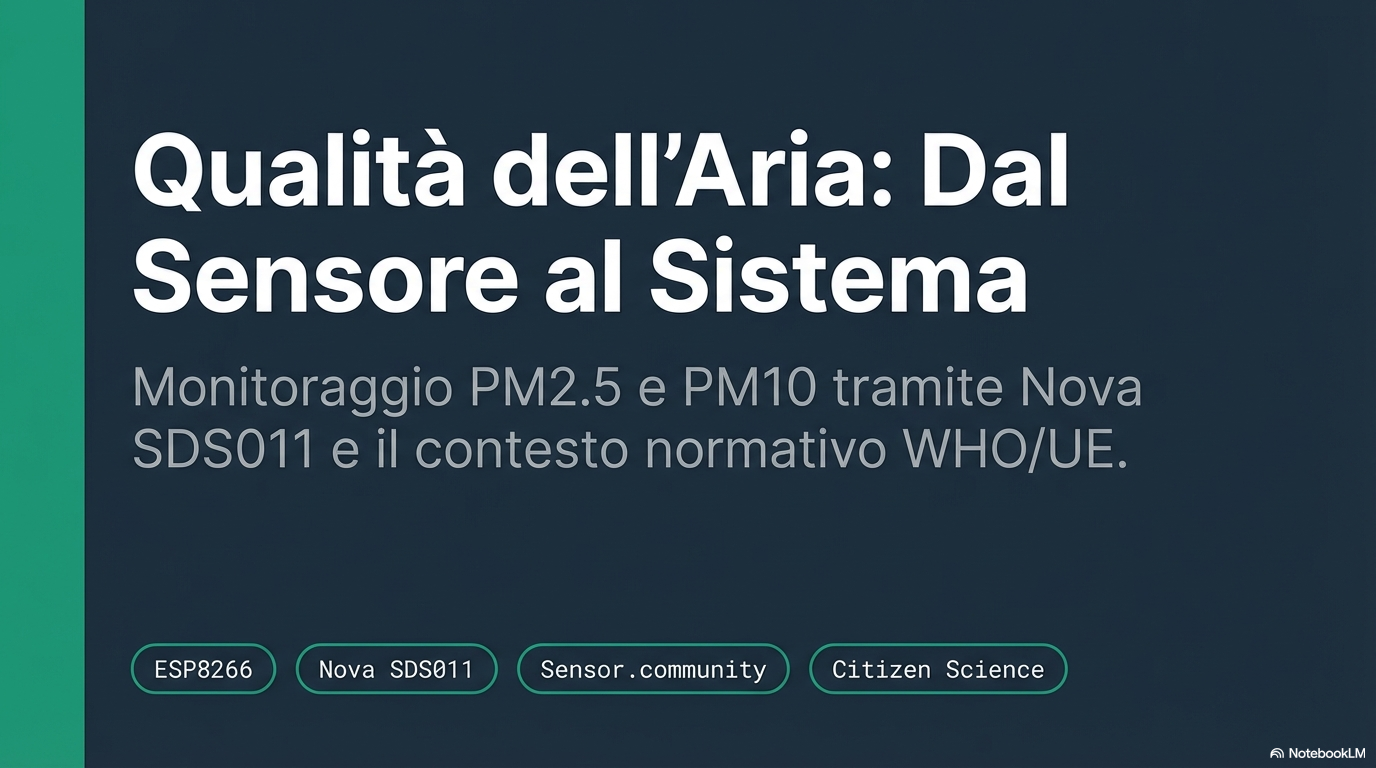 Qualità dell’Aria: Dal
Sensore al Sistema
Monitoraggio PM2.5 e PM10 tramite Nova
SDS011 e il contesto normativo WHO/UE.
ESP8266
Nova SDS011
Sensor.community
Citizen Science
NotebookLM